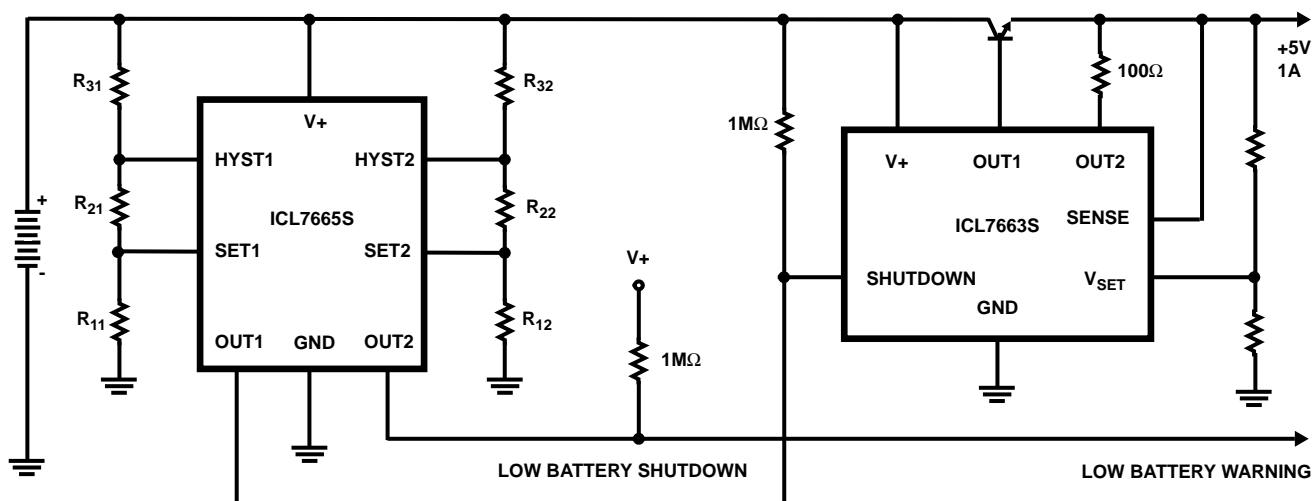 +5V
1A
R31
R32
100Ω
1MΩ
V+
HYST1
HYST2
V+
OUT1
OUT2
R21
ICL7665S
R22
SENSE
ICL7663S
+
SET1
SET2
V+
SHUTDOWN
VSET
-
GND
R11
R12
OUT1
GND
OUT2
1MΩ
LOW BATTERY SHUTDOWN
LOW BATTERY WARNING